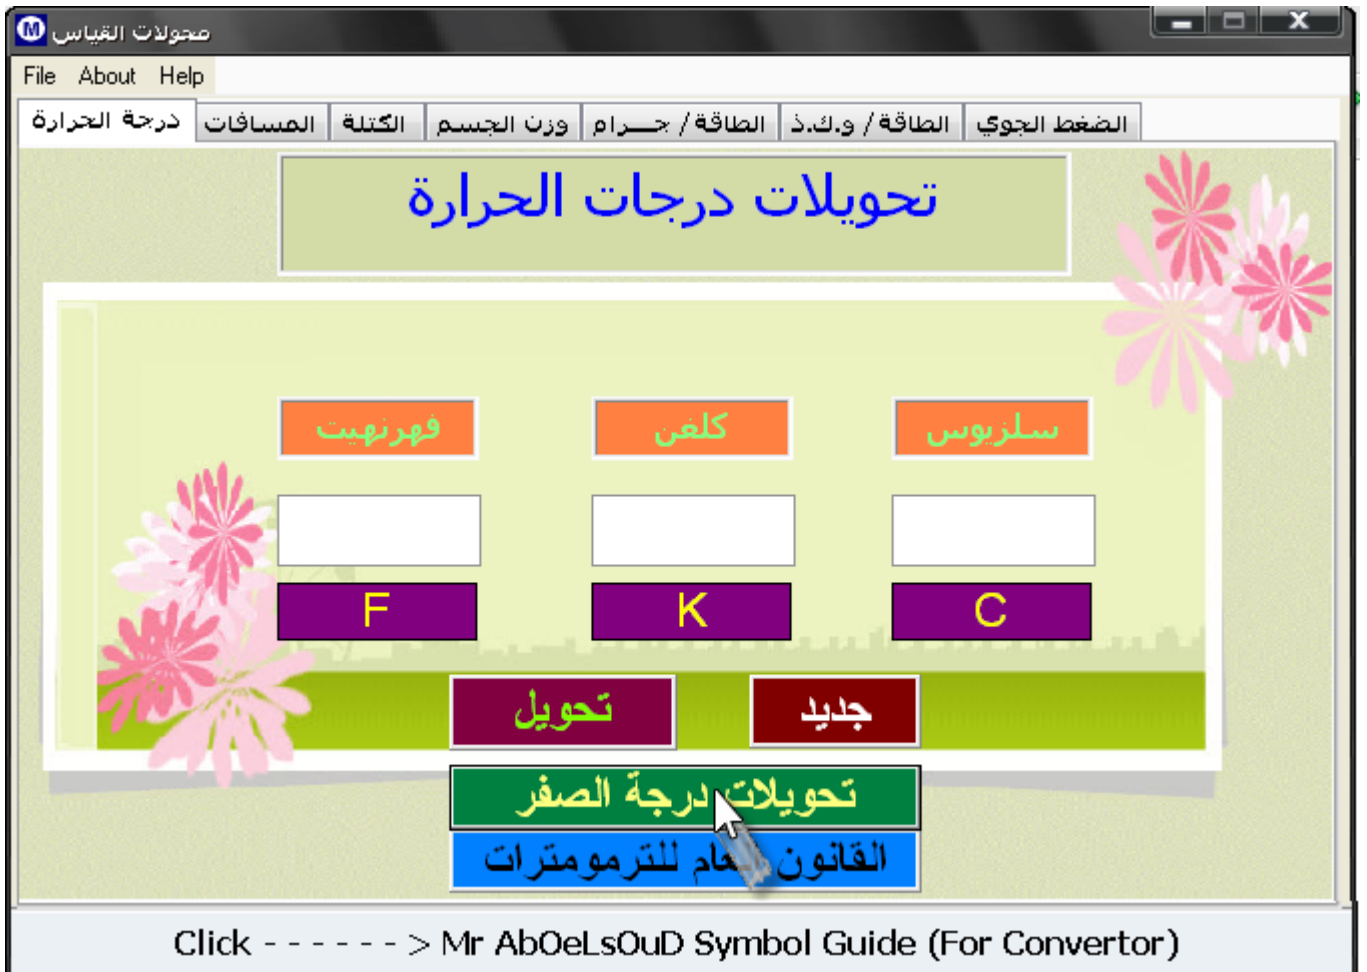 محولات القياس
File About Help
درجة الحرارة المسافات الكتلة وزن الجسم الطاقة / جـــرام الطاقة / و.ك.ذ الضغط الجوي
تحويلات درجات الحرارة
فهرنهيت كلفن سلزيوس
F K C
تحويل جديد
تحويلات درجة الصفر
القانون العام للترمومترات
Click - - - - - - > Mr AbOeLsOuD Symbol Guide (For Convertor)